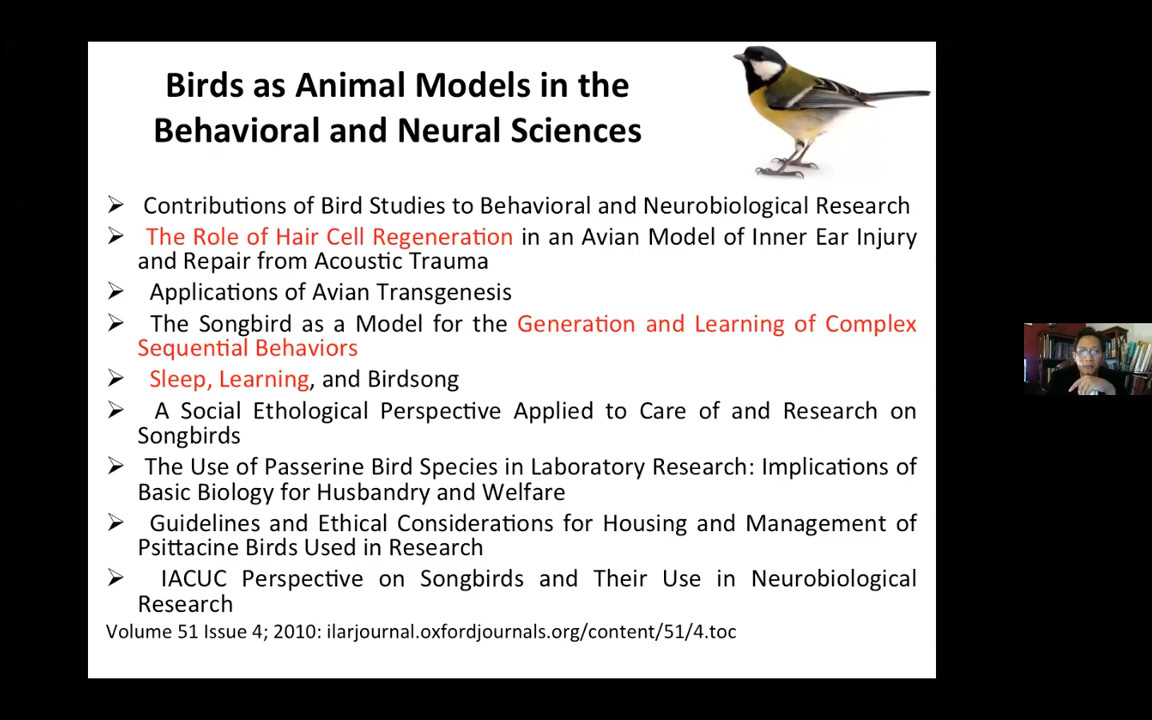 Birds as Animal Models in the
Behavioral and Neural Sciences
➢ Contributions of Bird Studies to Behavioral and Neurobiological Research
➢ The Role of Hair Cell Regeneration in an Avian Model of Inner Ear Injury
and Repair from Acoustic Trauma
➢ Applications of Avian Transgenesis
➢ The Songbird as a Model for the Generation and Learning of Complex
Sequential Behaviors
➢ Sleep, Learning, and Birdsong
➢ A Social Ethological Perspective Applied to Care of and Research on
Songbirds
➢ The Use of Passerine Bird Species in Laboratory Research: Implications of
Basic Biology for Husbandry and Welfare
➢ Guidelines and Ethical Considerations for Housing and Management of
Psittacine Birds Used in Research
➢ IACUC Perspective on Songbirds and Their Use in Neurobiological
Research
Volume 51 Issue 4; 2010: ilarjournal.oxfordjournals.org/content/51/4.toc